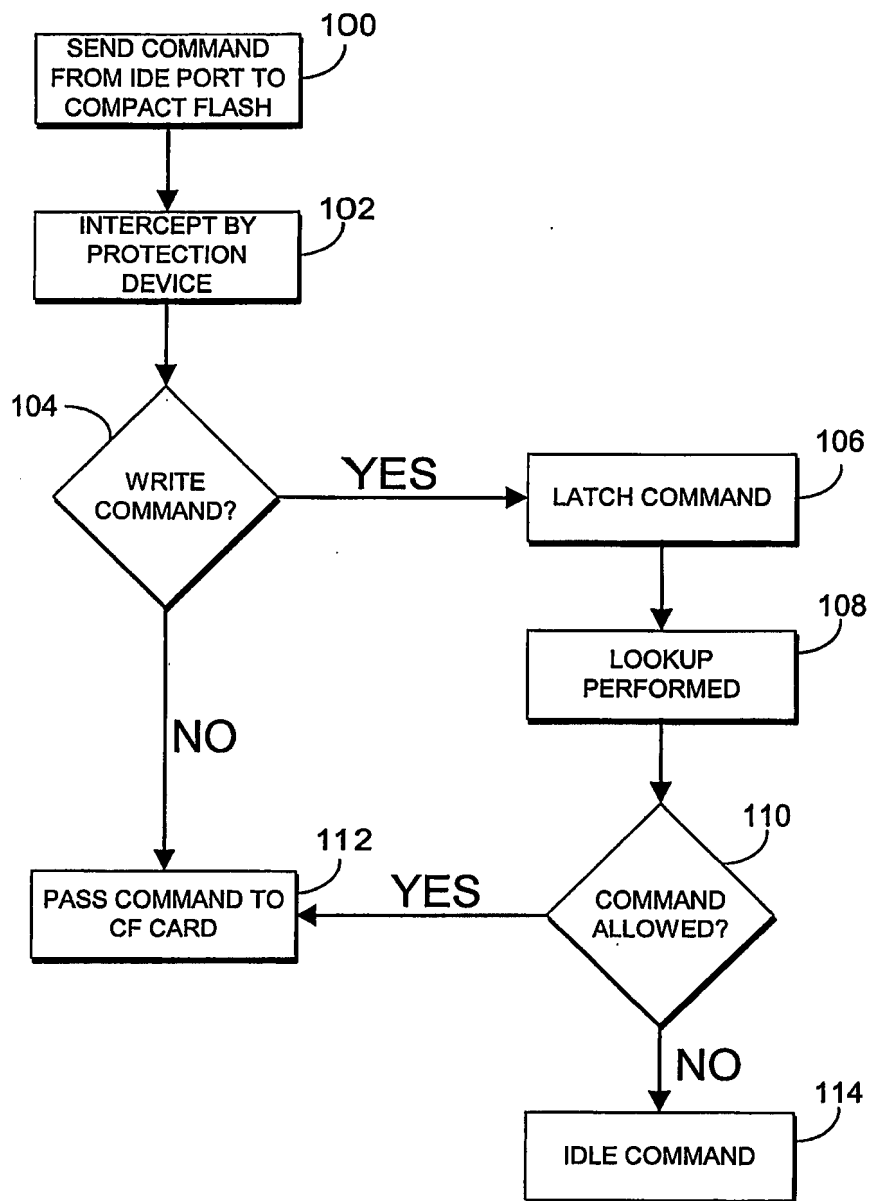 SEND COMMAND
FROM IDE PORT TO
COMPACT FLASH
100
INTERCEPT BY
PROTECTION
DEVICE
102
104
WRITE
COMMAND?
YES
LATCH COMMAND
106
LOOKUP
PERFORMED
108
NO
110
COMMAND
ALLOWED?
YES
112
PASS COMMAND TO
CF CARD
NO
114
IDLE COMMAND